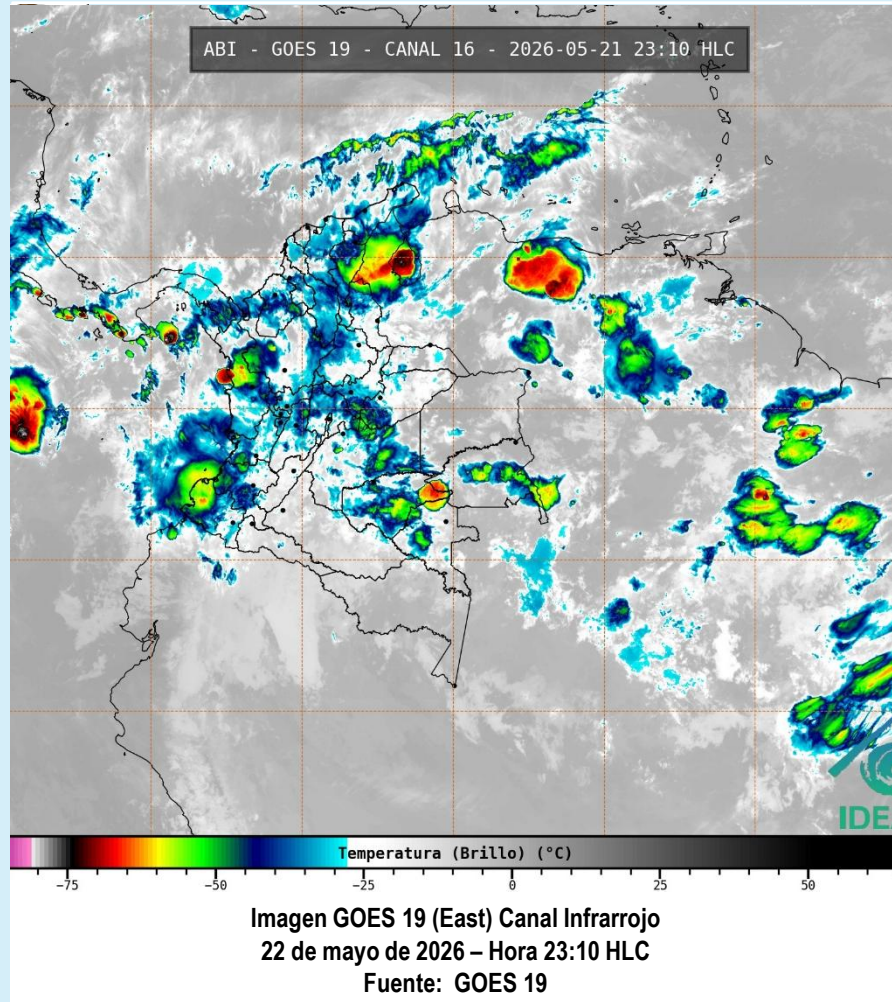 ABI - GOES 19 - CANAL 16 - 2026-05-21 23:10 HLC
IDE
Temperatura (Brillo) (°C)
−75 −50 −25 0 25 50
Imagen GOES 19 (East) Canal Infrarrojo
22 de mayo de 2026 – Hora 23:10 HLC
Fuente: GOES 19